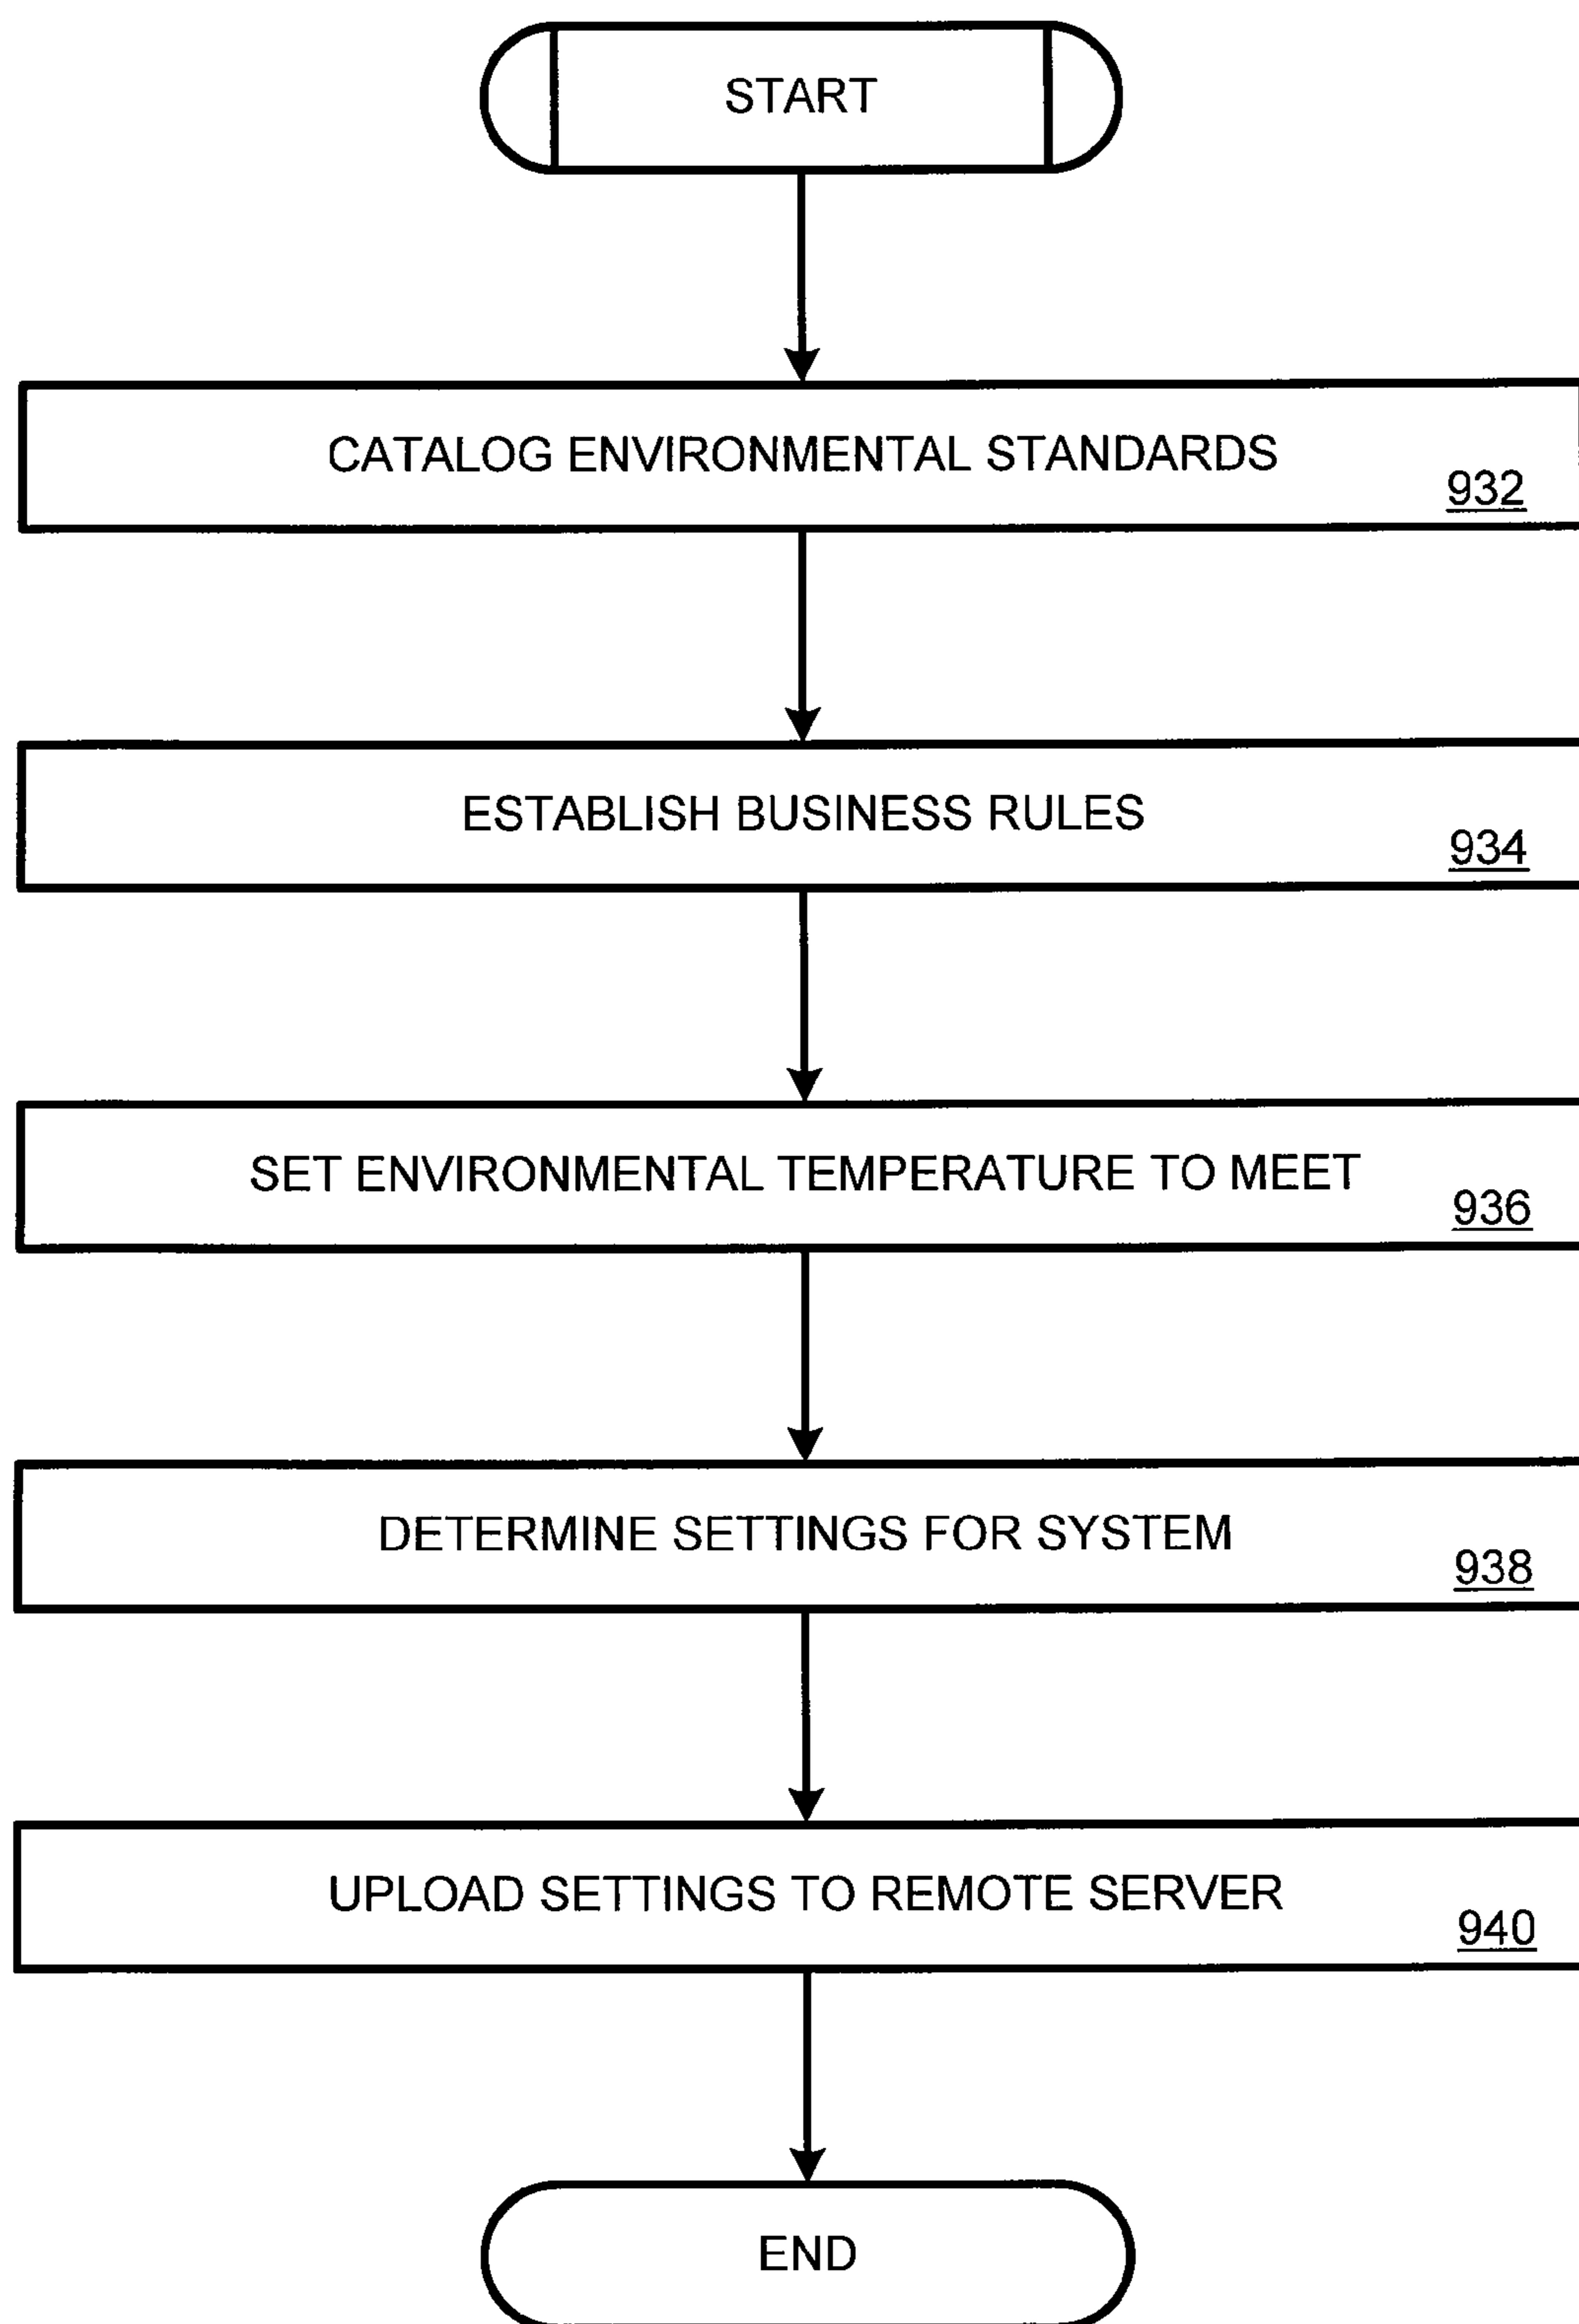 START
CATALOG ENVIRONMENTAL STANDARDS
932
ESTABLISH BUSINESS RULES
934
SET ENVIRONMENTAL TEMPERATURE TO MEET
936
DETERMINE SETTINGS FOR SYSTEM
938
UPLOAD SETTINGS TO REMOTE SERVER
940
END